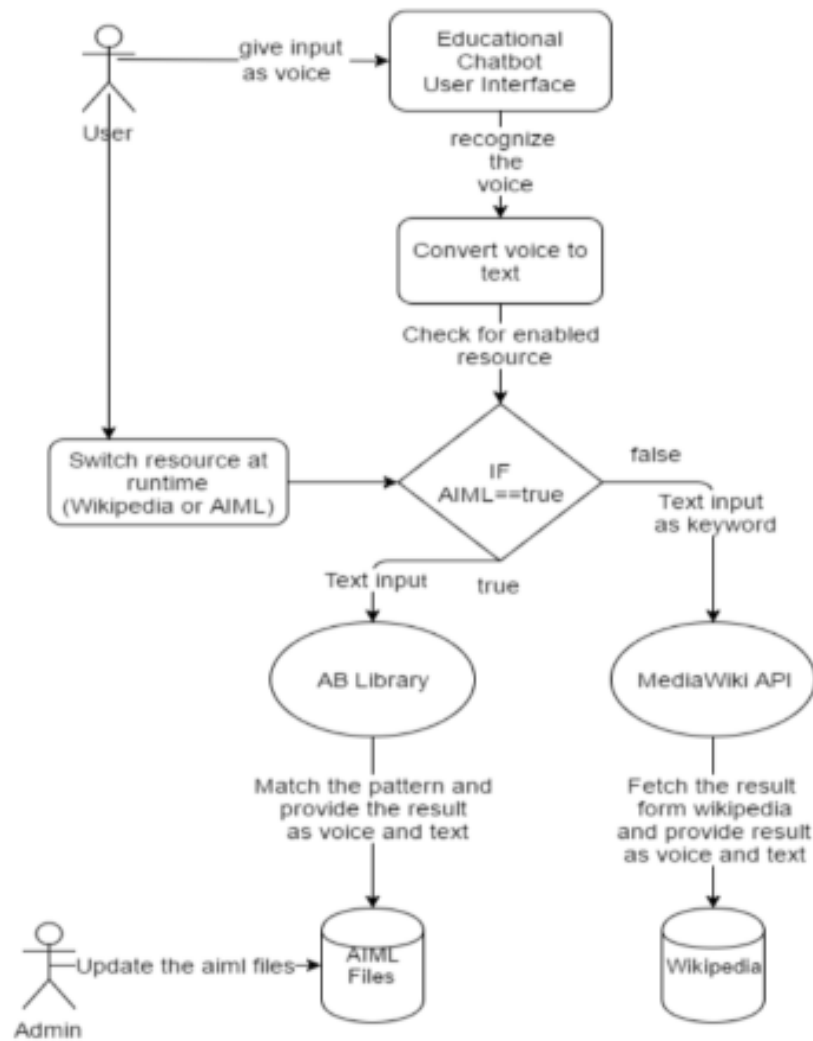 give input
as voice
Educational
Chatbot
User Interface
User
recognize
the
voice
Convert voice to
text
Check for enabled
resource
Switch resource at
runtime
(Wikipedia or AIML)
IF
AIML==true
false
Text input
as keyword
Text input
true
AB Library
MediaWiki API
Match the pattern and
provide the result
as voice and text
Fetch the result
form wikipedia
and provide result
as voice and text
AIML
Files
Wikipedia
Update the aiml files
Admin